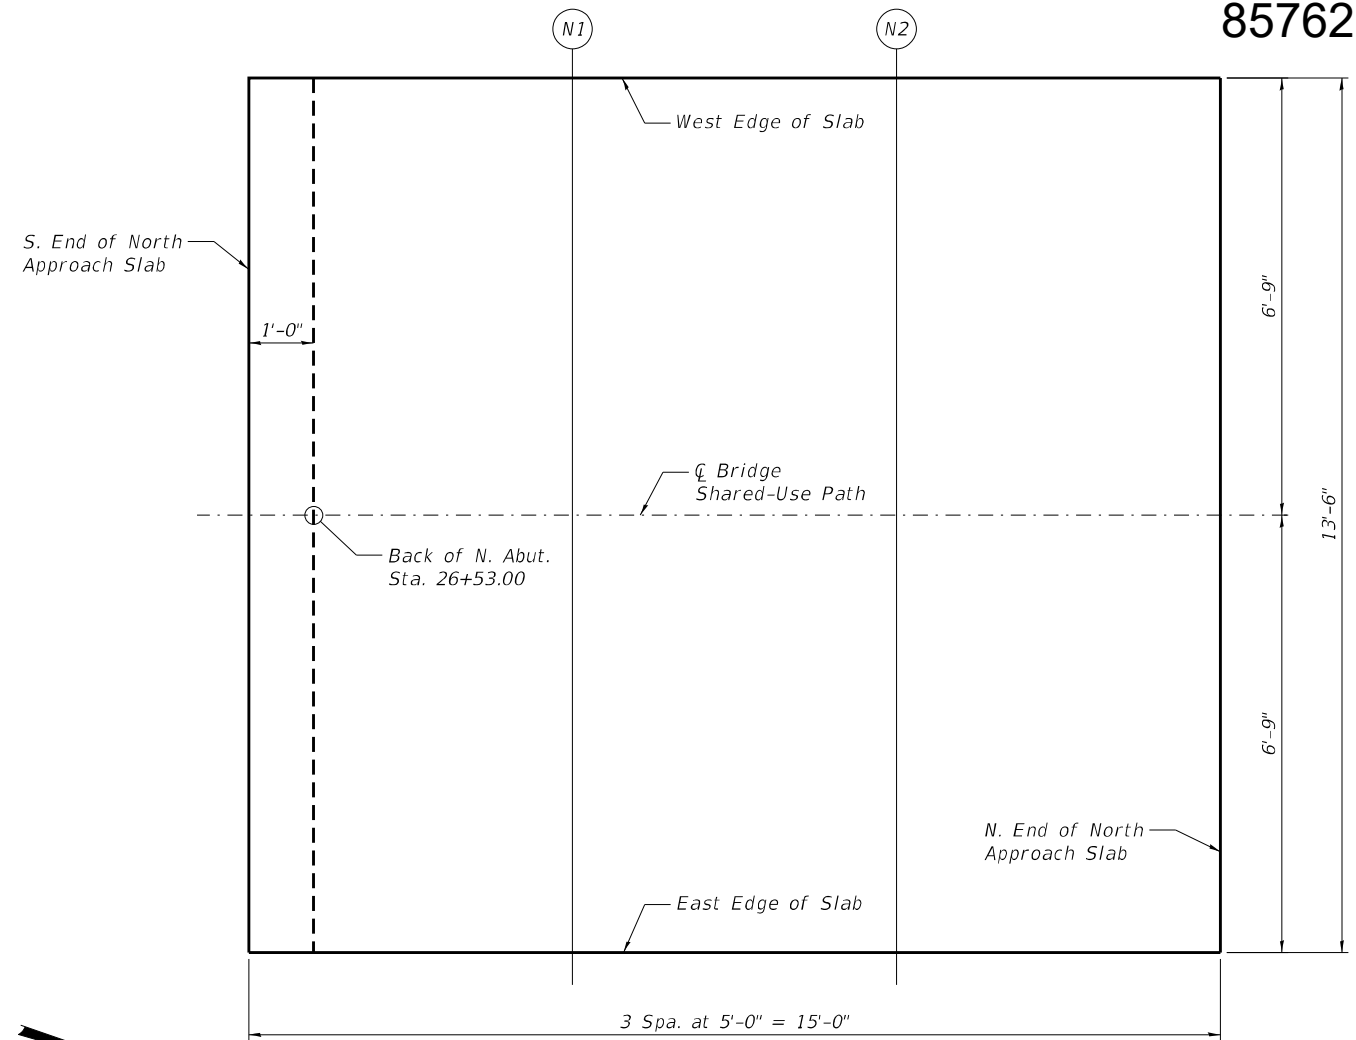 85762
N1
N2
West Edge of Slab
S. End of North
Approach Slab
1'-0"
6'-9"
℄ Bridge
Shared-Use Path
13'-6"
Back of N. Abut.
Sta. 26+53.00
6'-9"
N. End of North
Approach Slab
East Edge of Slab
3 Spa. at 5'-0" = 15'-0"